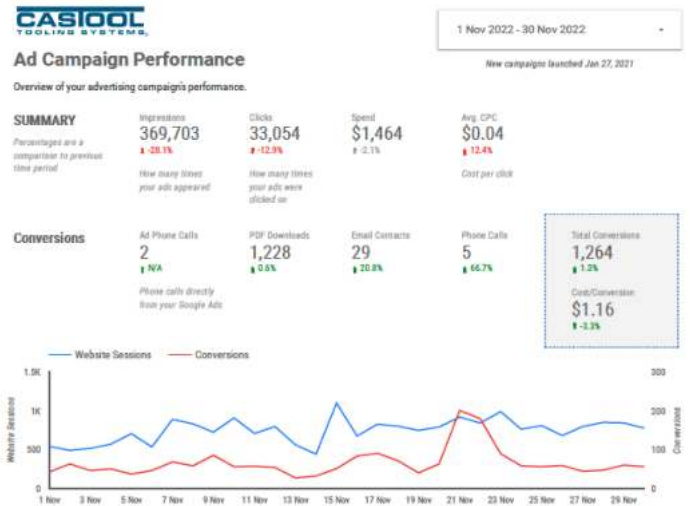 CASTOOL
TOOLING SYSTEMS
1 Nov 2022 - 30 Nov 2022
Ad Campaign Performance
New campaigns launched Jan 27, 2021
Overview of your advertising campaign's performance.
SUMMARY
Percentages are a
comparison to previous
time period
Impressions
369,703
-28.1%
How many times
your ads appeared
Clicks
33,054
-12.9%
How many times
your ads were
clicked on
Spend
$1,464
-2.1%
Avg. CPC
$0.04
12.4%
Cost per click
Conversions
Ad Phone Calls
2
N/A
Phone calls directly
from your Google Ads
PDF Downloads
1,228
0.6%
Email Contacts
29
20.8%
Phone Calls
5
66.7%
Total Conversions
1,264
1.3%
Cost/Conversion
$1.16
-3.3%
Website Sessions
Conversions
1.5K
1K
500
0
Website Sessions
300
200
100
0
Conversions
1 Nov 3 Nov 5 Nov 7 Nov 9 Nov 11 Nov 13 Nov 15 Nov 17 Nov 19 Nov 21 Nov 23 Nov 25 Nov 27 Nov 29 Nov